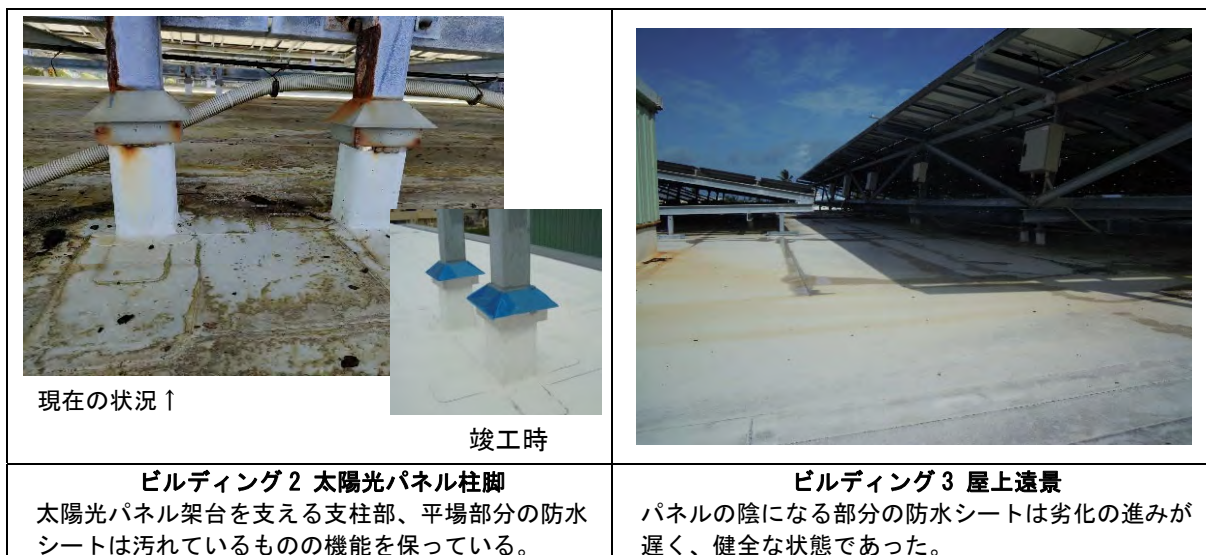 現在の状況↑
竣工時
ビルディング2 太陽光パネル柱脚
太陽光パネル架台を支える支柱部、平場部分の防水
シートは汚れているものの機能を保っている。
ビルディング3 屋上遠景
パネルの陰になる部分の防水シートは劣化の進みが
遅く、健全な状態であった。